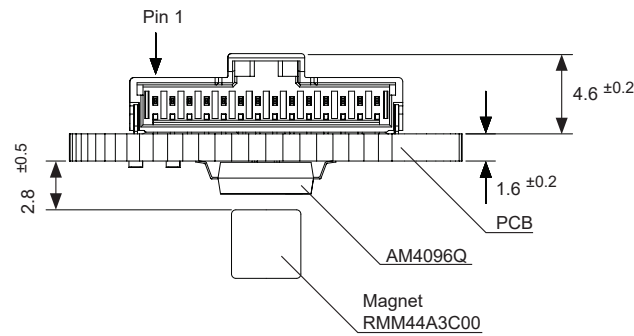 Pin 1
4.6 ±0.2
2.8 ±0.5
1.6 ±0.2
PCB
AM4096Q
Magnet
RMM44A3C00